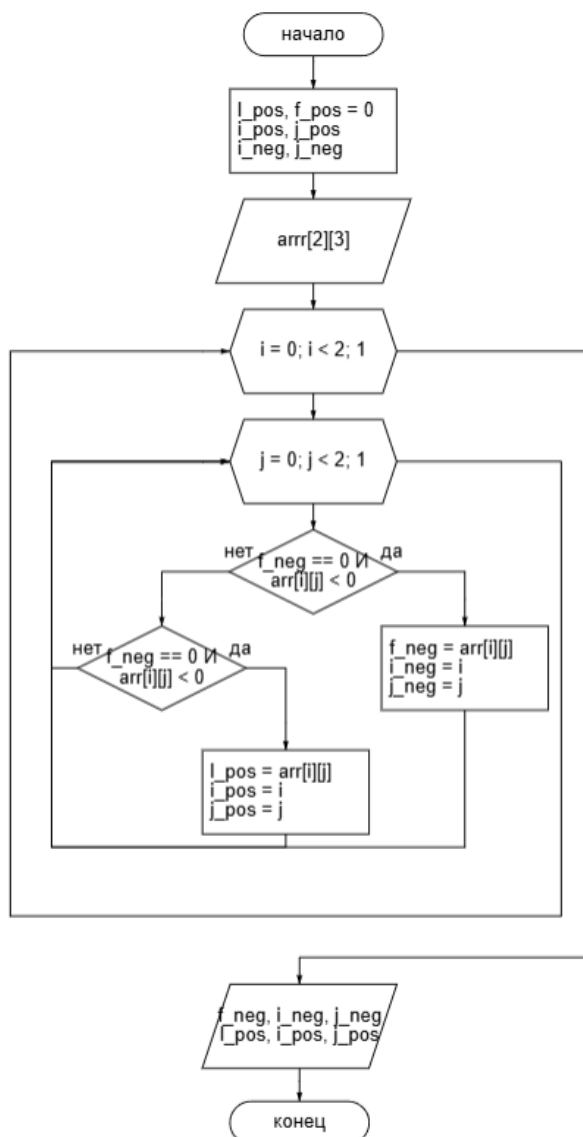 начало
l_pos, f_pos = 0
i_pos, j_pos
i_neg, j_neg
arrr[2][3]
i = 0; i < 2; 1
j = 0; j < 2; 1
нет
да
f_neg == 0 И
arr[i][j] < 0
нет
да
f_neg == 0 И
arr[i][j] < 0
f_neg = arr[i][j]
i_neg = i
j_neg = j
l_pos = arr[i][j]
i_pos = i
j_pos = j
f_neg, i_neg, j_neg
l_pos, i_pos, j_pos
конец